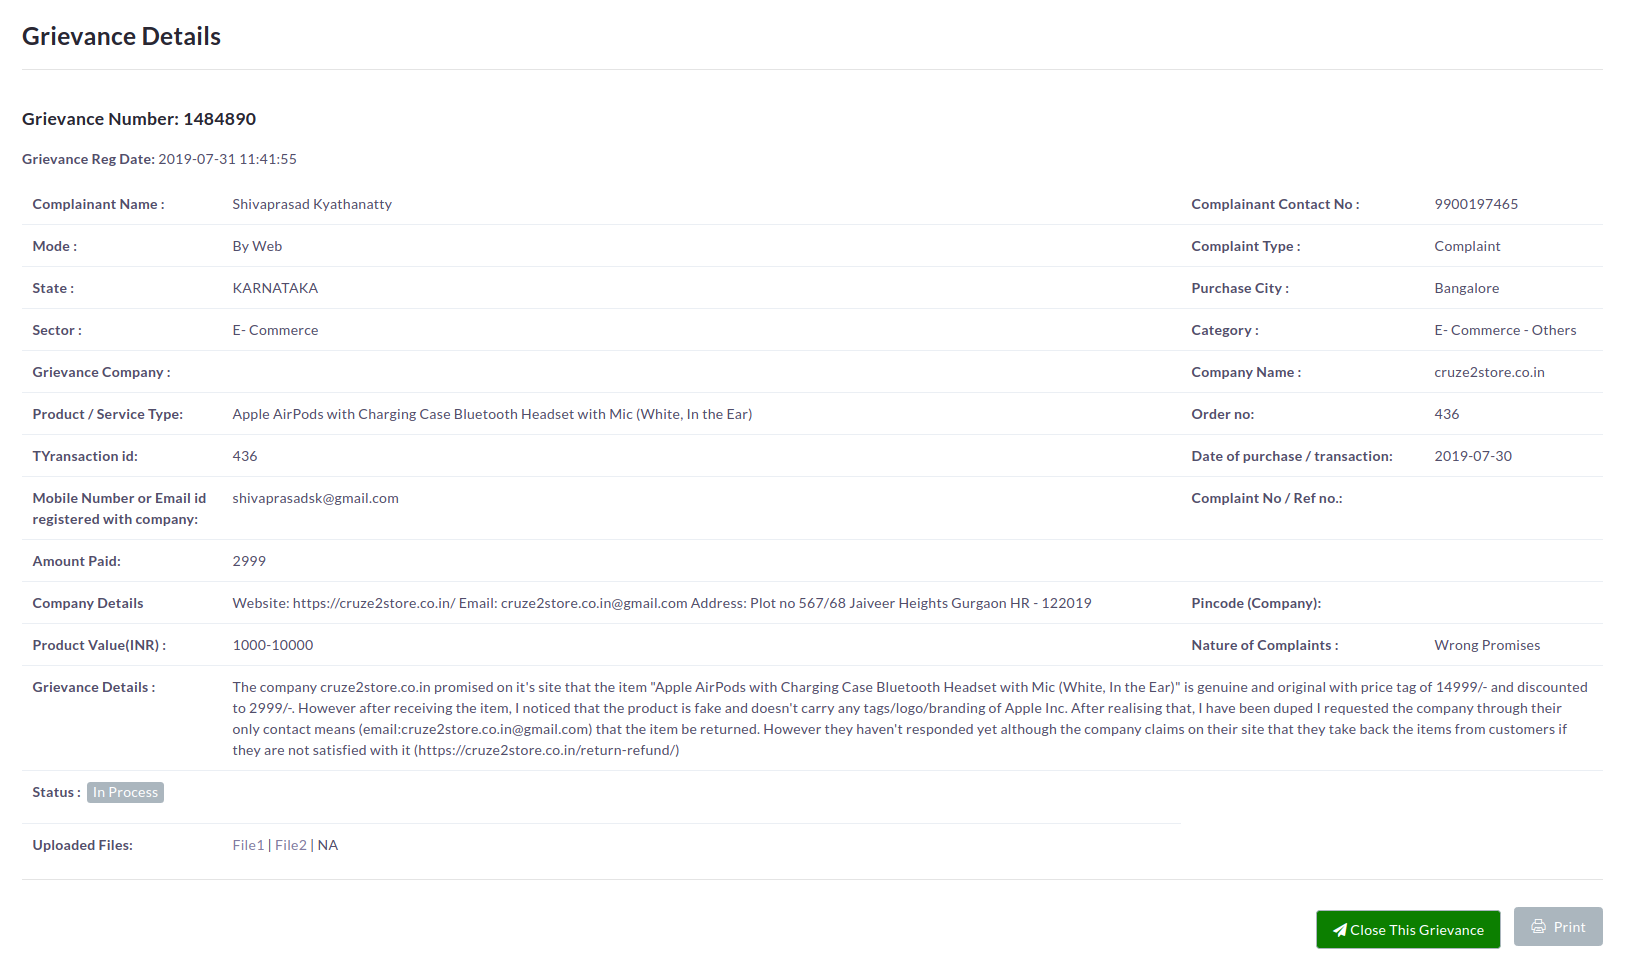 Grievance Details
Grievance Number: 1484890
Grievance Reg Date: 2019-07-31 11:41:55
Complainant Name : Shivaprasad Kyathanatty Complainant Contact No : 9900197465
Mode : By Web Complaint Type : Complaint
State : KARNATAKA Purchase City : Bangalore
Sector : E- Commerce Category : E- Commerce - Others
Grievance Company : Company Name : cruze2store.co.in
Product / Service Type: Apple AirPods with Charging Case Bluetooth Headset with Mic (White, In the Ear) Order no: 436
TYransaction id: 436 Date of purchase / transaction: 2019-07-30
Mobile Number or Email id shivaprasadsk@gmail.com Complaint No / Ref no.:
registered with company:
Amount Paid: 2999
Company Details Website: https://cruze2store.co.in/ Email: cruze2store.co.in@gmail.com Address: Plot no 567/68 Jaiveer Heights Gurgaon HR - 122019 Pincode (Company):
Product Value(INR) : 1000-10000 Nature of Complaints : Wrong Promises
Grievance Details : The company cruze2store.co.in promised on it's site that the item "Apple AirPods with Charging Case Bluetooth Headset with Mic (White, In the Ear)" is genuine and original with price tag of 14999/- and discounted
to 2999/-. However after receiving the item, I noticed that the product is fake and doesn't carry any tags/logo/branding of Apple Inc. After realising that, I have been duped I requested the company through their
only contact means (email:cruze2store.co.in@gmail.com) that the item be returned. However they haven't responded yet although the company claims on their site that they take back the items from customers if
they are not satisfied with it (https://cruze2store.co.in/return-refund/)
Status : In Process
Uploaded Files: File1 | File2 | NA
Close This Grievance Print